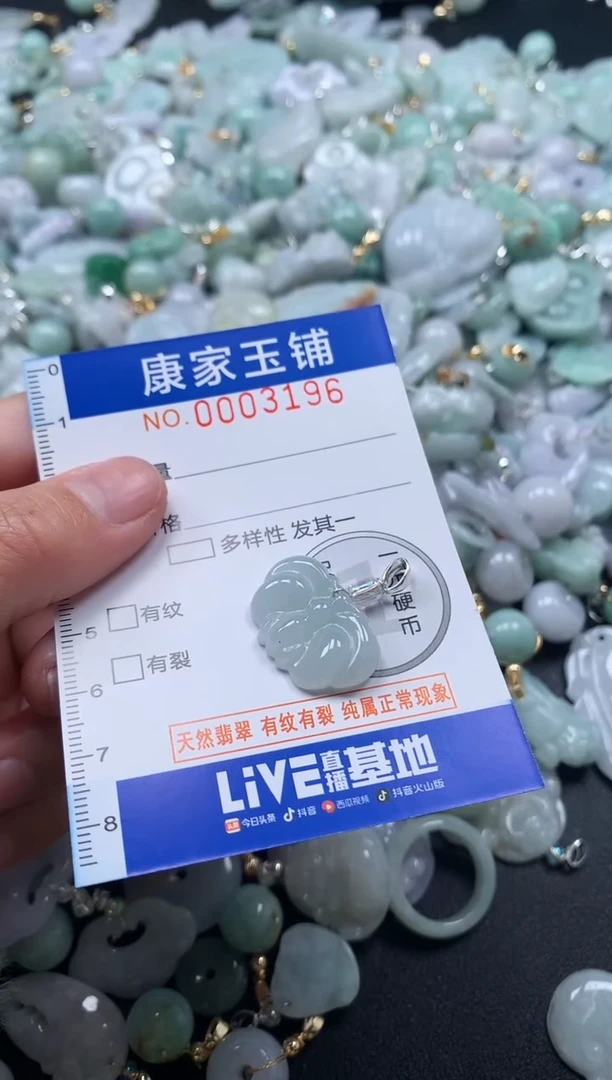 康家玉铺
NO.0003196
0
1
量
格
多样性 发其一
一
硬
币
5
有纹
有裂
6
天然翡翠 有纹有裂 纯属正常现象
7
LiVE直播基地
8
头条 今日头条 抖音 西瓜视频 抖音火山版